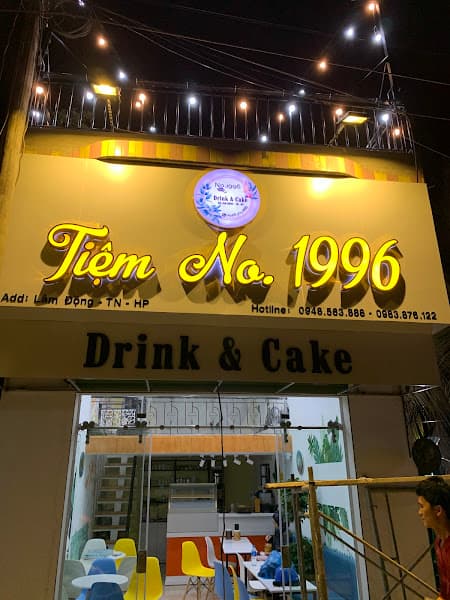 No.1996
Drink & Cake
Tiệm No. 1996
Add: Lâm Động - TN - HP
Hotline: 0948.583.886 - 0983.876.122
Drink & Cake